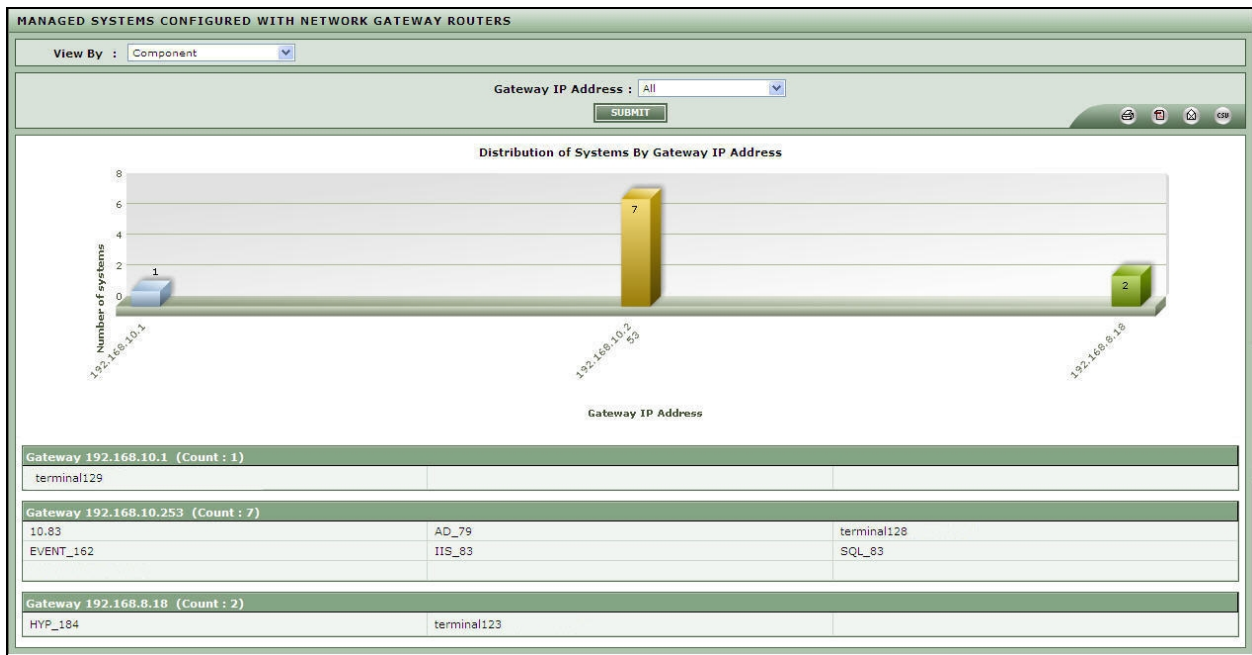 MANAGED SYSTEMS CONFIGURED WITH NETWORK GATEWAY ROUTERS
View By : Component
Gateway IP Address : All
SUBMIT
CSV
Distribution of Systems By Gateway IP Address
Number of systems
8
6
4
2
0
1
7
2
192.168.10.1
192.168.10.2
53
192.168.8.18
Gateway IP Address
Gateway 192.168.10.1 (Count : 1)
terminal129
Gateway 192.168.10.253 (Count : 7)
10.83 AD_79 terminal128
EVENT_162 IIS_83 SQL_83
Gateway 192.168.8.18 (Count : 2)
HYP_184 terminal123